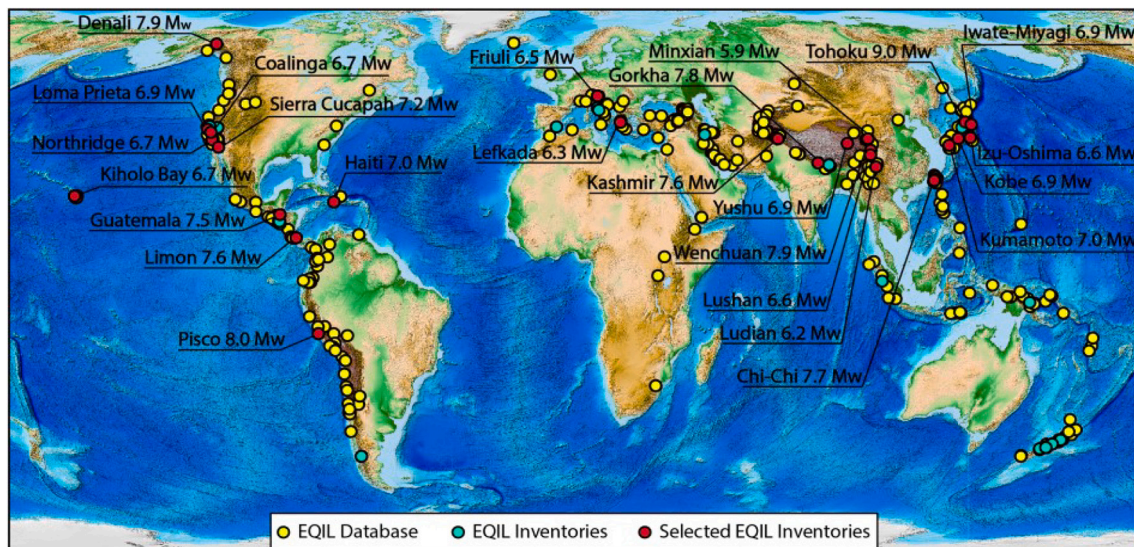 Denali 7.9 Mw
Iwate-Miyagi 6.9 Mw
Coalinga 6.7 Mw
Friuli 6.5 Mw
Minxian 5.9 Mw
Tohoku 9.0 Mw
Gorkha 7.8 Mw
Loma Prieta
6.9 Mw
Sierra Cucapah 7.2 Mw
Northridge 6.7 Mw
Haiti 7.0 Mw
Lefkada 6.3 Mw
Izu-Oshima 6.6 Mw
Kiholo Bay 6.7 Mw
Kashmir 7.6 Mw
Kobe 6.9 Mw
Yushu 6.9 Mw
Guatemala
7.5 Mw
Kumamoto 7.0 Mw
Limon 7.6 Mw
Wenchuan 7.9 Mw
Lushan 6.6 Mw
Pisco 8.0 Mw
Ludian 6.2 Mw
Chi-Chi 7.7 Mw
EQIL Database
EQIL Inventories
Selected EQIL Inventories